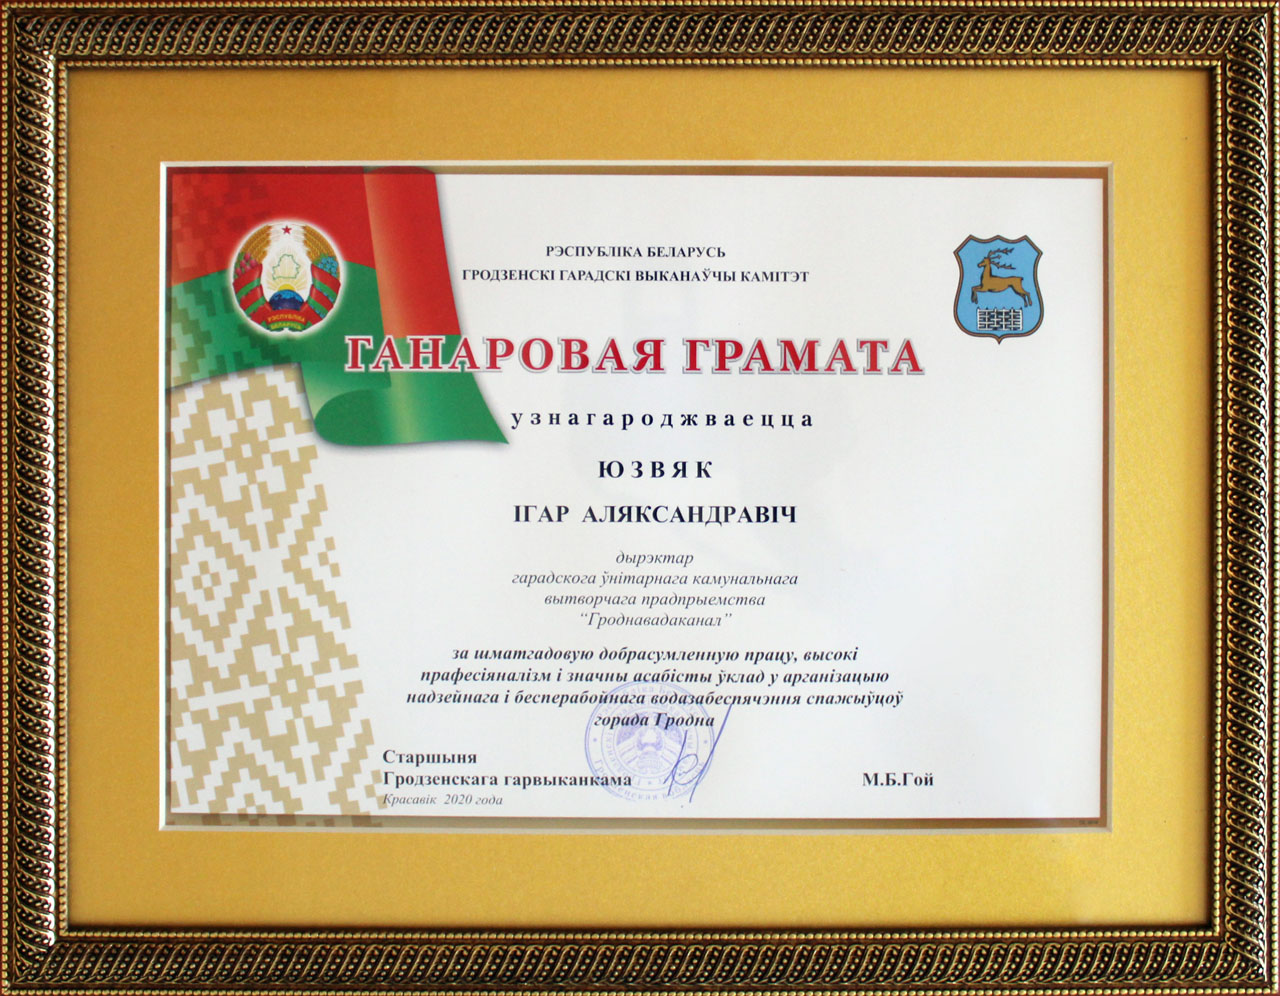 РЭСПУБЛІКА БЕЛАРУСЬ
ГРОДЗЕНСКІ ГАРАДСКІ ВЫКАНАЎЧЫ КАМІТЭТ
РЭСПУБЛІКА
БЕЛАРУСЬ
ГАНАРОВАЯ ГРАМАТА
узнагароджваецца
ЮЗВЯК
ІГАР АЛЯКСАНДРАВІЧ
дырэктар
гарадскога ўнітарнага камунальнага
вытворчага прадпрыемства
“Гроднавадаканал”
за шматгадовую добрасумленную працу, высокі
прафесіяналізм і значны асабісты ўклад у арганізацыю
надзейнага і бесперабойнага водазабеспячэння спажыўцоў
горада Гродна
Старшыня
Гродзенскага гарвыканкама
М.Б.Гой
Красавік 2020 года